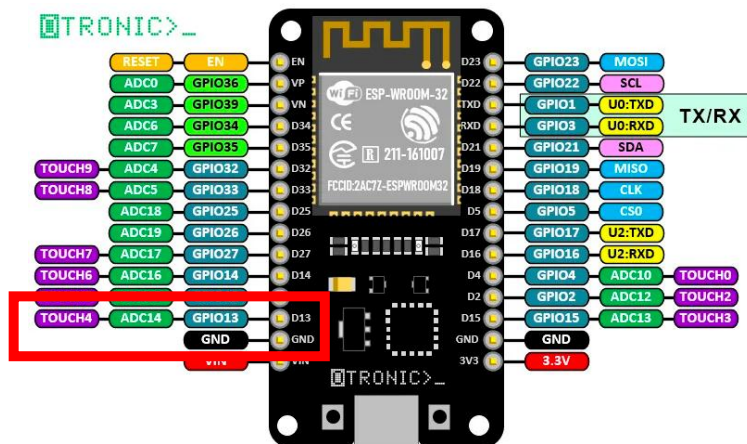 OTRONIC>_
RESET EN EN D23 GPIO23 MOSI
ADC0 GPIO36 VP D22 GPIO22 SCL
ADC3 GPIO39 VN TXD GPIO1 U0:TXD TX/RX
ADC6 GPIO34 D34 RXD GPIO3 U0:RXD
ADC7 GPIO35 D35 D21 GPIO21 SDA
TOUCH9 ADC4 GPIO32 D32 D19 GPIO19 MISO
TOUCH8 ADC5 GPIO33 D33 D18 GPIO18 CLK
ADC18 GPIO25 D25 D5 GPIO5 CS0
ADC19 GPIO26 D26 D17 GPIO17 U2:TXD
TOUCH7 ADC17 GPIO27 D27 D16 GPIO16 U2:RXD
TOUCH6 ADC16 GPIO14 D14 D4 GPIO4 ADC10 TOUCH0
D2 GPIO2 ADC12 TOUCH2
TOUCH4 ADC14 GPIO13 D13 D15 GPIO15 ADC13 TOUCH3
GND GND GND GND
VIN VIN 3V3 3.3V
WiFi ESP-WROOM-32
CE
R 211-161007
FCCID:2AC7Z-ESPWROOM32
OTRONIC>_